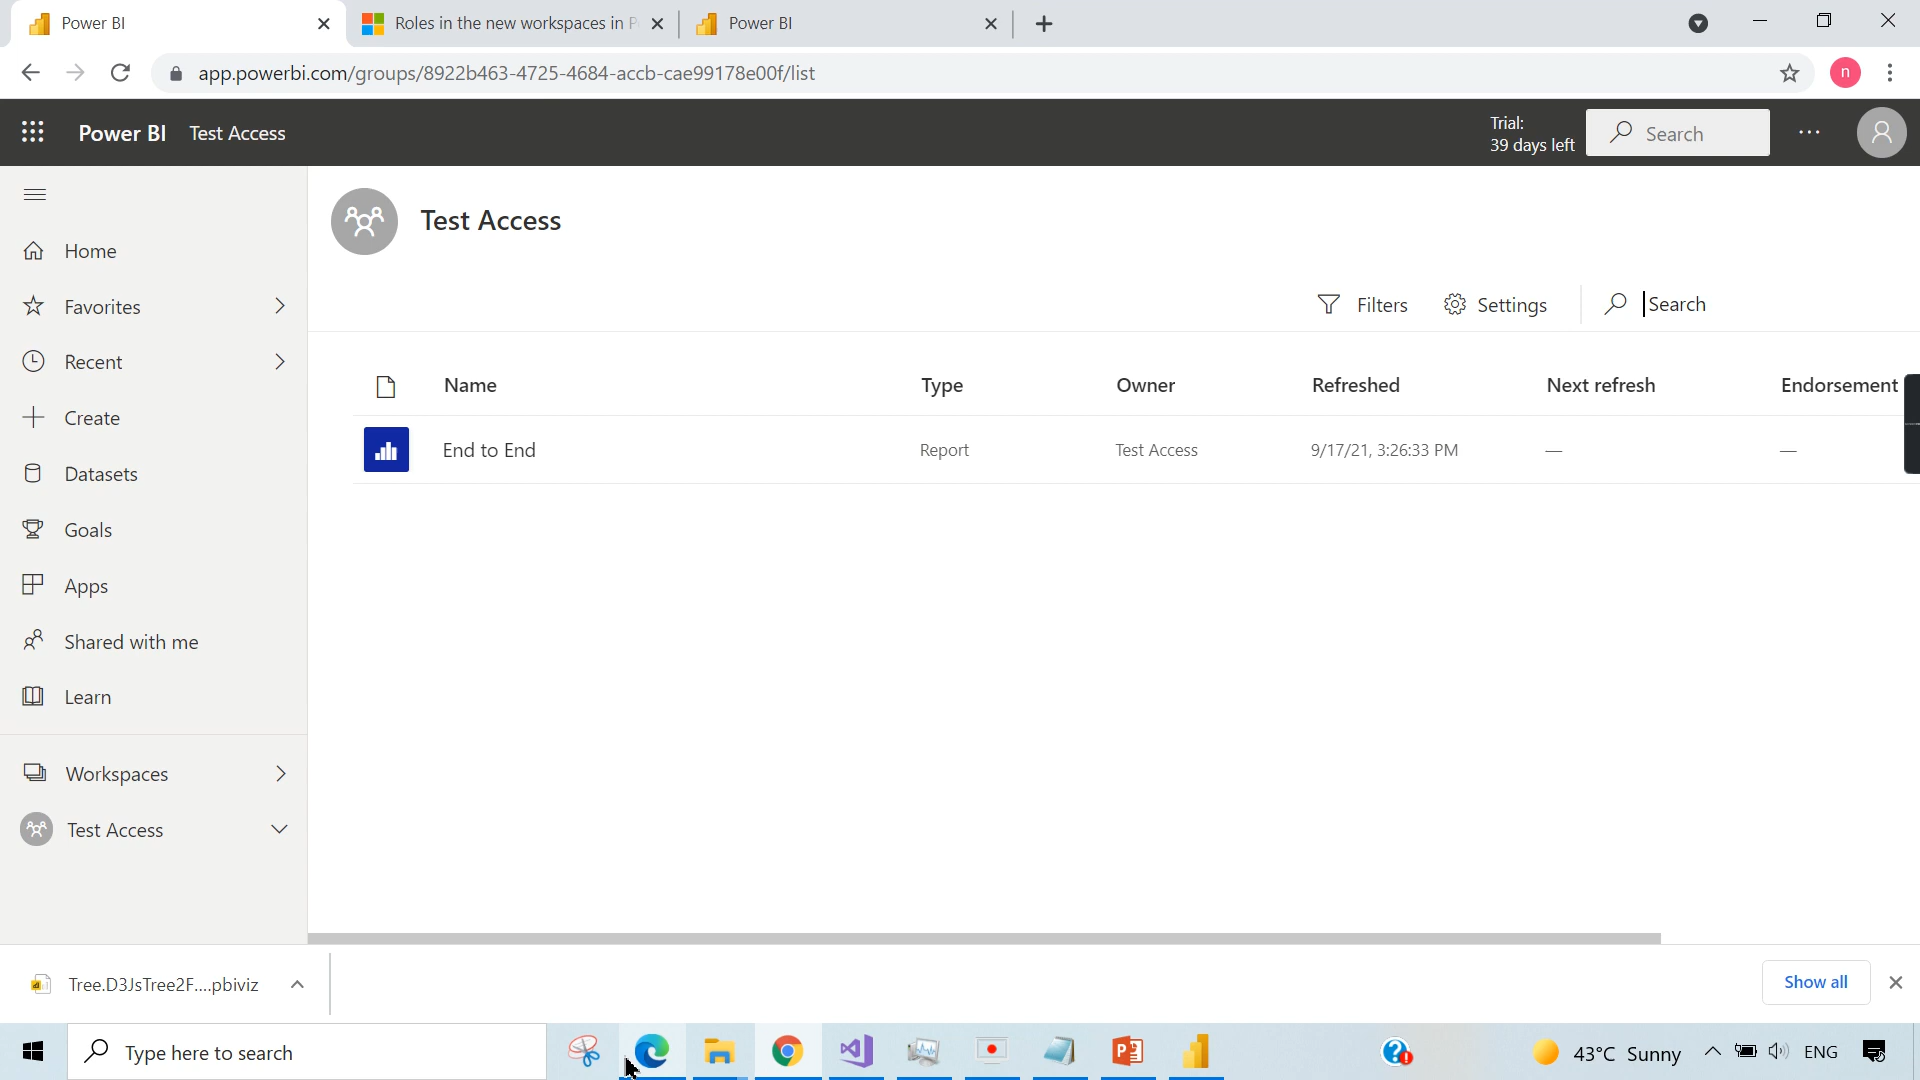 Power BI
Roles in the new workspaces in P
Power BI
n
app.powerbi.com/groups/8922b463-4725-4684-accb-cae99178e00f/list
Power BI Test Access
Trial:
39 days left
Search
Test Access
Home
Favorites
Recent
Create
Datasets
Goals
Apps
Shared with me
Learn
Workspaces
Test Access
Filters
Settings
Search
Name Type Owner Refreshed Next refresh Endorsement
End to End Report Test Access 9/17/21, 3:26:33 PM — —
Tree.D3JsTree2F....pbiviz
Show all
Type here to search
43°C Sunny
ENG